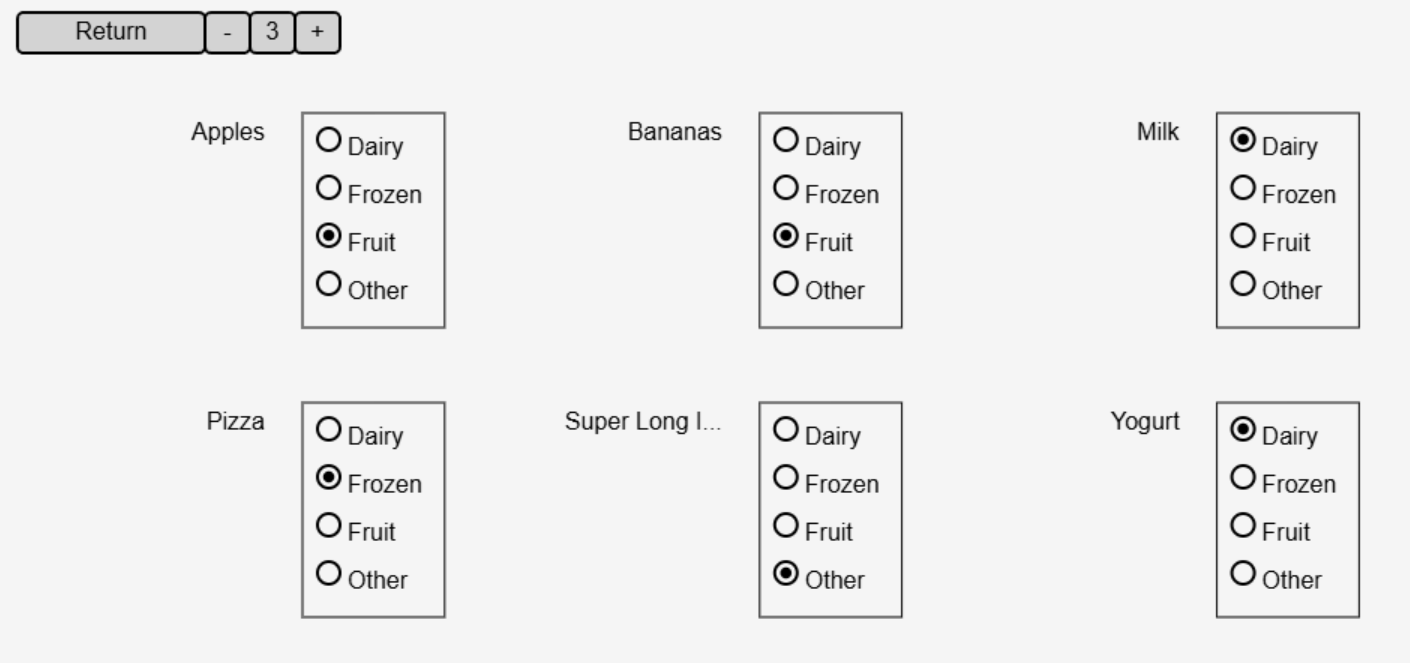 Return - 3 +
Apples
Dairy
Frozen
Fruit
Other
Bananas
Dairy
Frozen
Fruit
Other
Milk
Dairy
Frozen
Fruit
Other
Pizza
Dairy
Frozen
Fruit
Other
Super Long I...
Dairy
Frozen
Fruit
Other
Yogurt
Dairy
Frozen
Fruit
Other